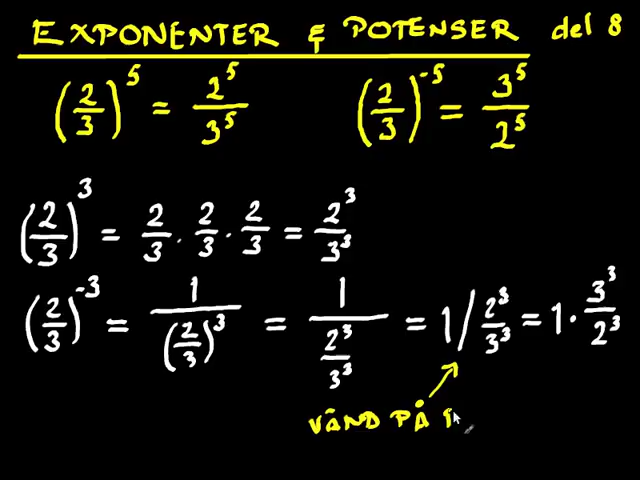 EXPONENTER & POTENSER del 8
(2/3)^5 = 2^5/3^5 (2/3)^-5 = 3^5/2^5
(2/3)^3 = 2/3 · 2/3 · 2/3 = 2^3/3^3
(2/3)^-3 = 1/(2/3)^3 = 1/(2^3/3^3) = 1/(2^3/3^3) = 1 · 3^3/2^3
VÄND PÅ